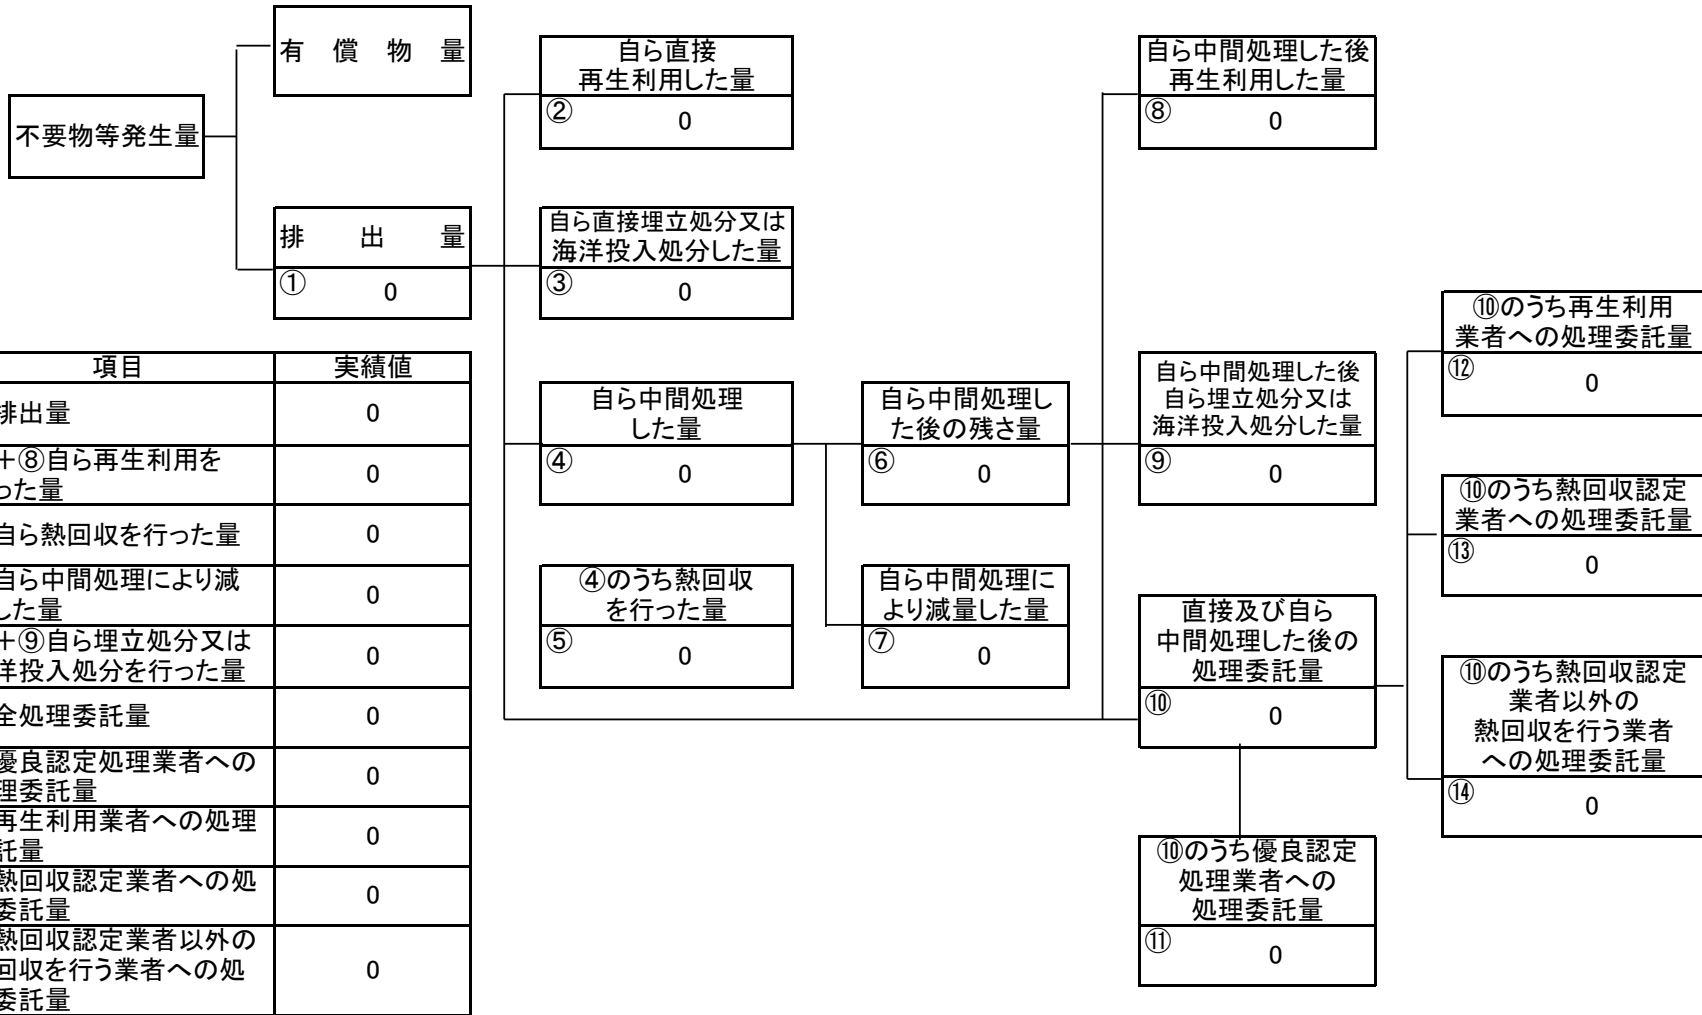 有償物量
不要物等発生量
排出量
① 0
自ら直接
再生利用した量
② 0
自ら直接埋立処分又は
海洋投入処分した量
③ 0
自ら中間処理
した量
④ 0
④のうち熱回収
を行った量
⑤ 0
自ら中間処理し
た後の残さ量
⑥ 0
自ら中間処理に
より減量した量
⑦ 0
自ら中間処理した後
再生利用した量
⑧ 0
自ら中間処理した後
自ら埋立処分又は
海洋投入処分した量
⑨ 0
直接及び自ら
中間処理した後の
処理委託量
⑩ 0
⑩のうち優良認定
処理業者への
処理委託量
⑪ 0
⑩のうち再生利用
業者への処理委託量
⑫ 0
⑩のうち熱回収認定
業者への処理委託量
⑬ 0
⑩のうち熱回収認定
業者以外の
熱回収を行う業者
への処理委託量
⑭ 0
項目 実績値
排出量 0
+⑧自ら再生利用を
った量 0
自ら熱回収を行った量 0
自ら中間処理により減
した量 0
+⑨自ら埋立処分又は
洋投入処分を行った量 0
全処理委託量 0
優良認定処理業者への
理委託量 0
再生利用業者への処理
託量 0
熱回収認定業者への処
委託量 0
熱回収認定業者以外の
回収を行う業者への処
委託量 0